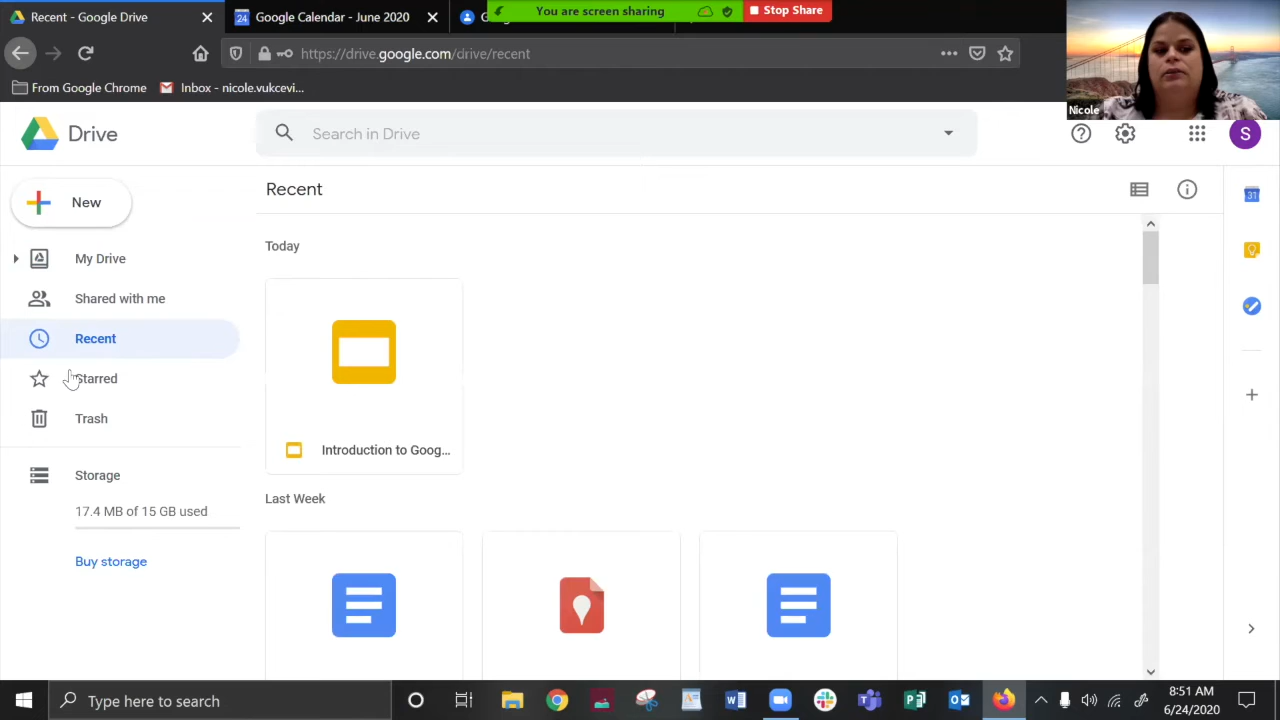 Recent - Google Drive
Google Calendar - June 2020
You are screen sharing
Stop Share
https://drive.google.com/drive/recent
From Google Chrome
Inbox - nicole.vukcevi...
Nicole
Drive
Search in Drive
S
New
Recent
31
My Drive
Today
Shared with me
Recent
Starred
Trash
Introduction to Goog...
Storage
Last Week
17.4 MB of 15 GB used
Buy storage
Type here to search
8:51 AM
6/24/2020